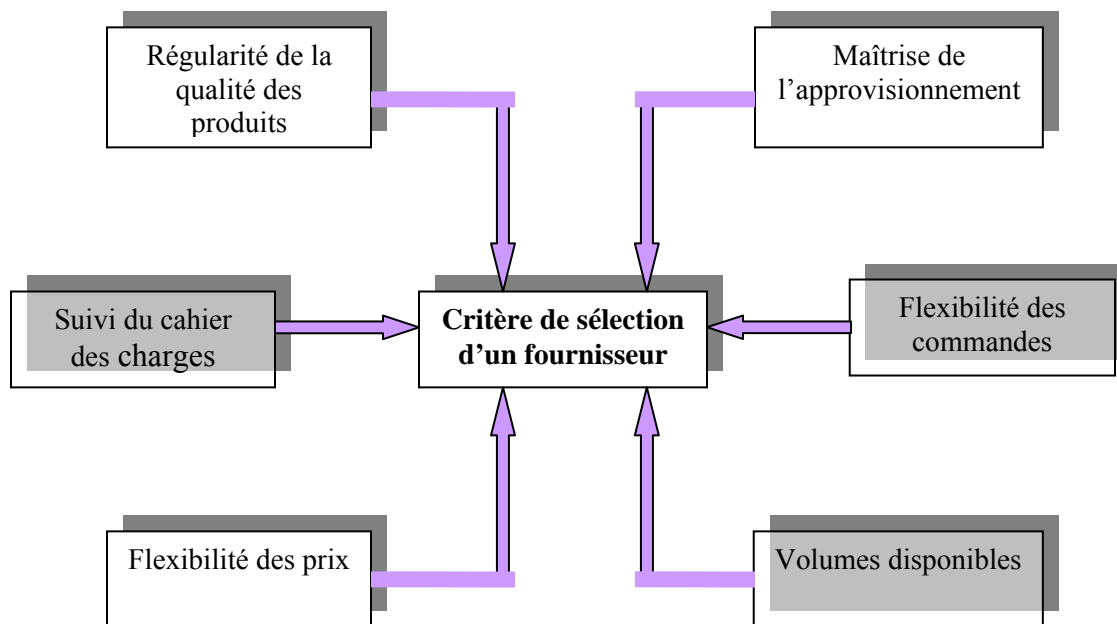 Régularité de la
qualité des
produits
Maîtrise de
l’approvisionnement
Suivi du cahier
des charges
Critère de sélection
d’un fournisseur
Flexibilité des
commandes
Flexibilité des prix
Volumes disponibles